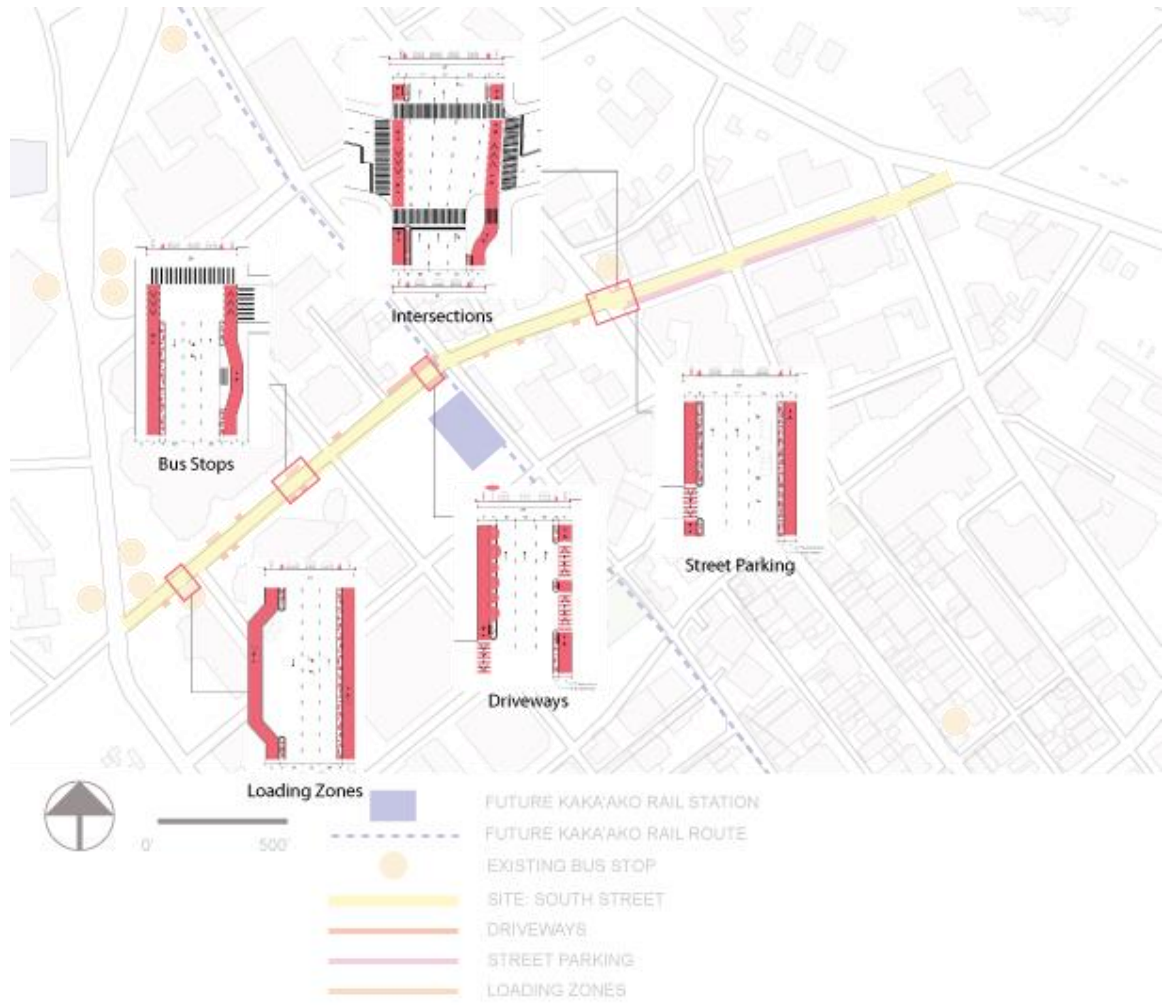 Intersections
Bus Stops
Street Parking
Driveways
Loading Zones
0'
500'
FUTURE KAKA'AKO RAIL STATION
FUTURE KAKA'AKO RAIL ROUTE
EXISTING BUS STOP
SITE: SOUTH STREET
DRIVEWAYS
STREET PARKING
LOADING ZONES